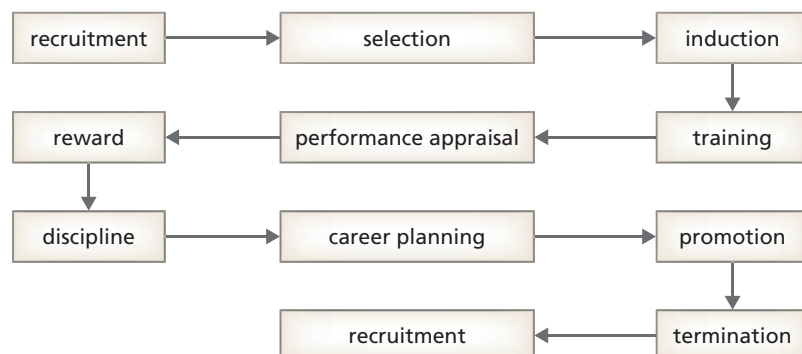 recruitment
selection
induction
reward
performance appraisal
training
discipline
career planning
promotion
recruitment
termination